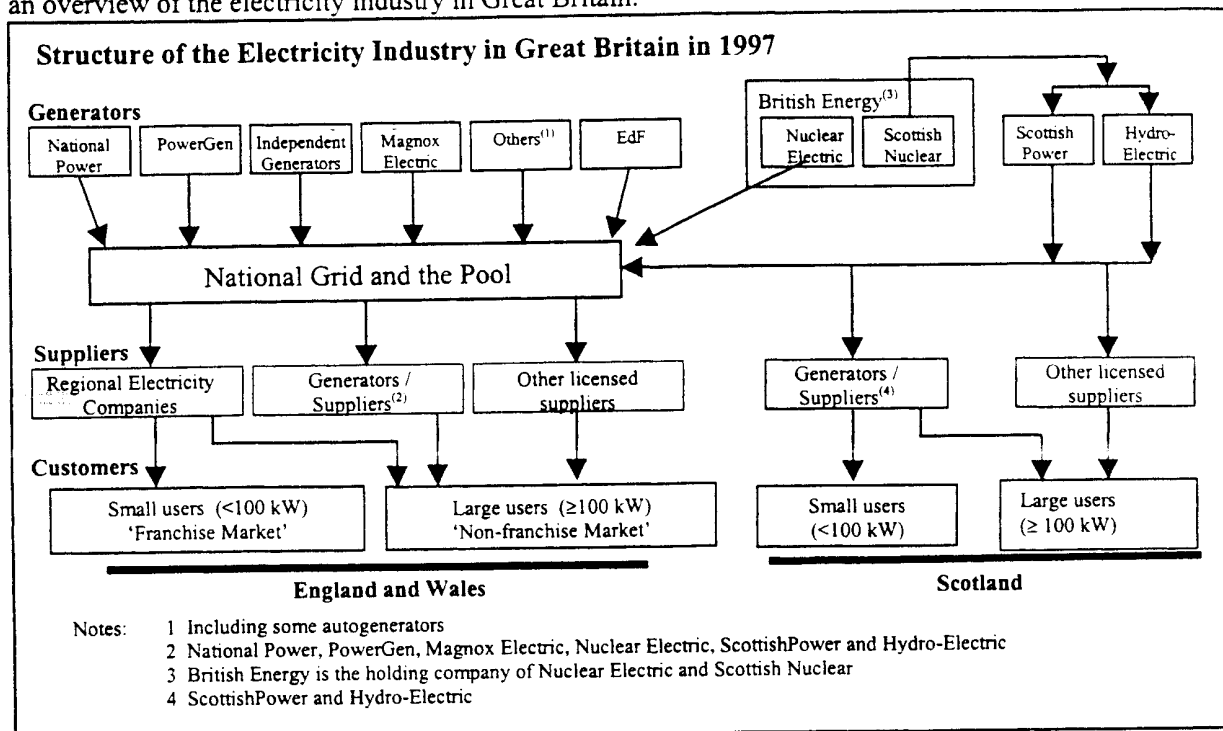 an overview of the electricity industry in Great Britain.
Structure of the Electricity Industry in Great Britain in 1997
Generators
National
Power
PowerGen
Independent
Generators
Magnox
Electric
Others(1)
EdF
British Energy(3)
Nuclear
Electric
Scottish
Nuclear
Scottish
Power
Hydro-
Electric
National Grid and the Pool
Suppliers
Regional Electricity
Companies
Generators /
Suppliers(2)
Other licensed
suppliers
Generators /
Suppliers(4)
Other licensed
suppliers
Customers
Small users (<100 kW)
'Franchise Market'
Large users (≥100 kW)
'Non-franchise Market'
Small users
(<100 kW)
Large users
(≥ 100 kW)
England and Wales
Scotland
Notes: 1 Including some autogenerators
2 National Power, PowerGen, Magnox Electric, Nuclear Electric, ScottishPower and Hydro-Electric
3 British Energy is the holding company of Nuclear Electric and Scottish Nuclear
4 ScottishPower and Hydro-Electric